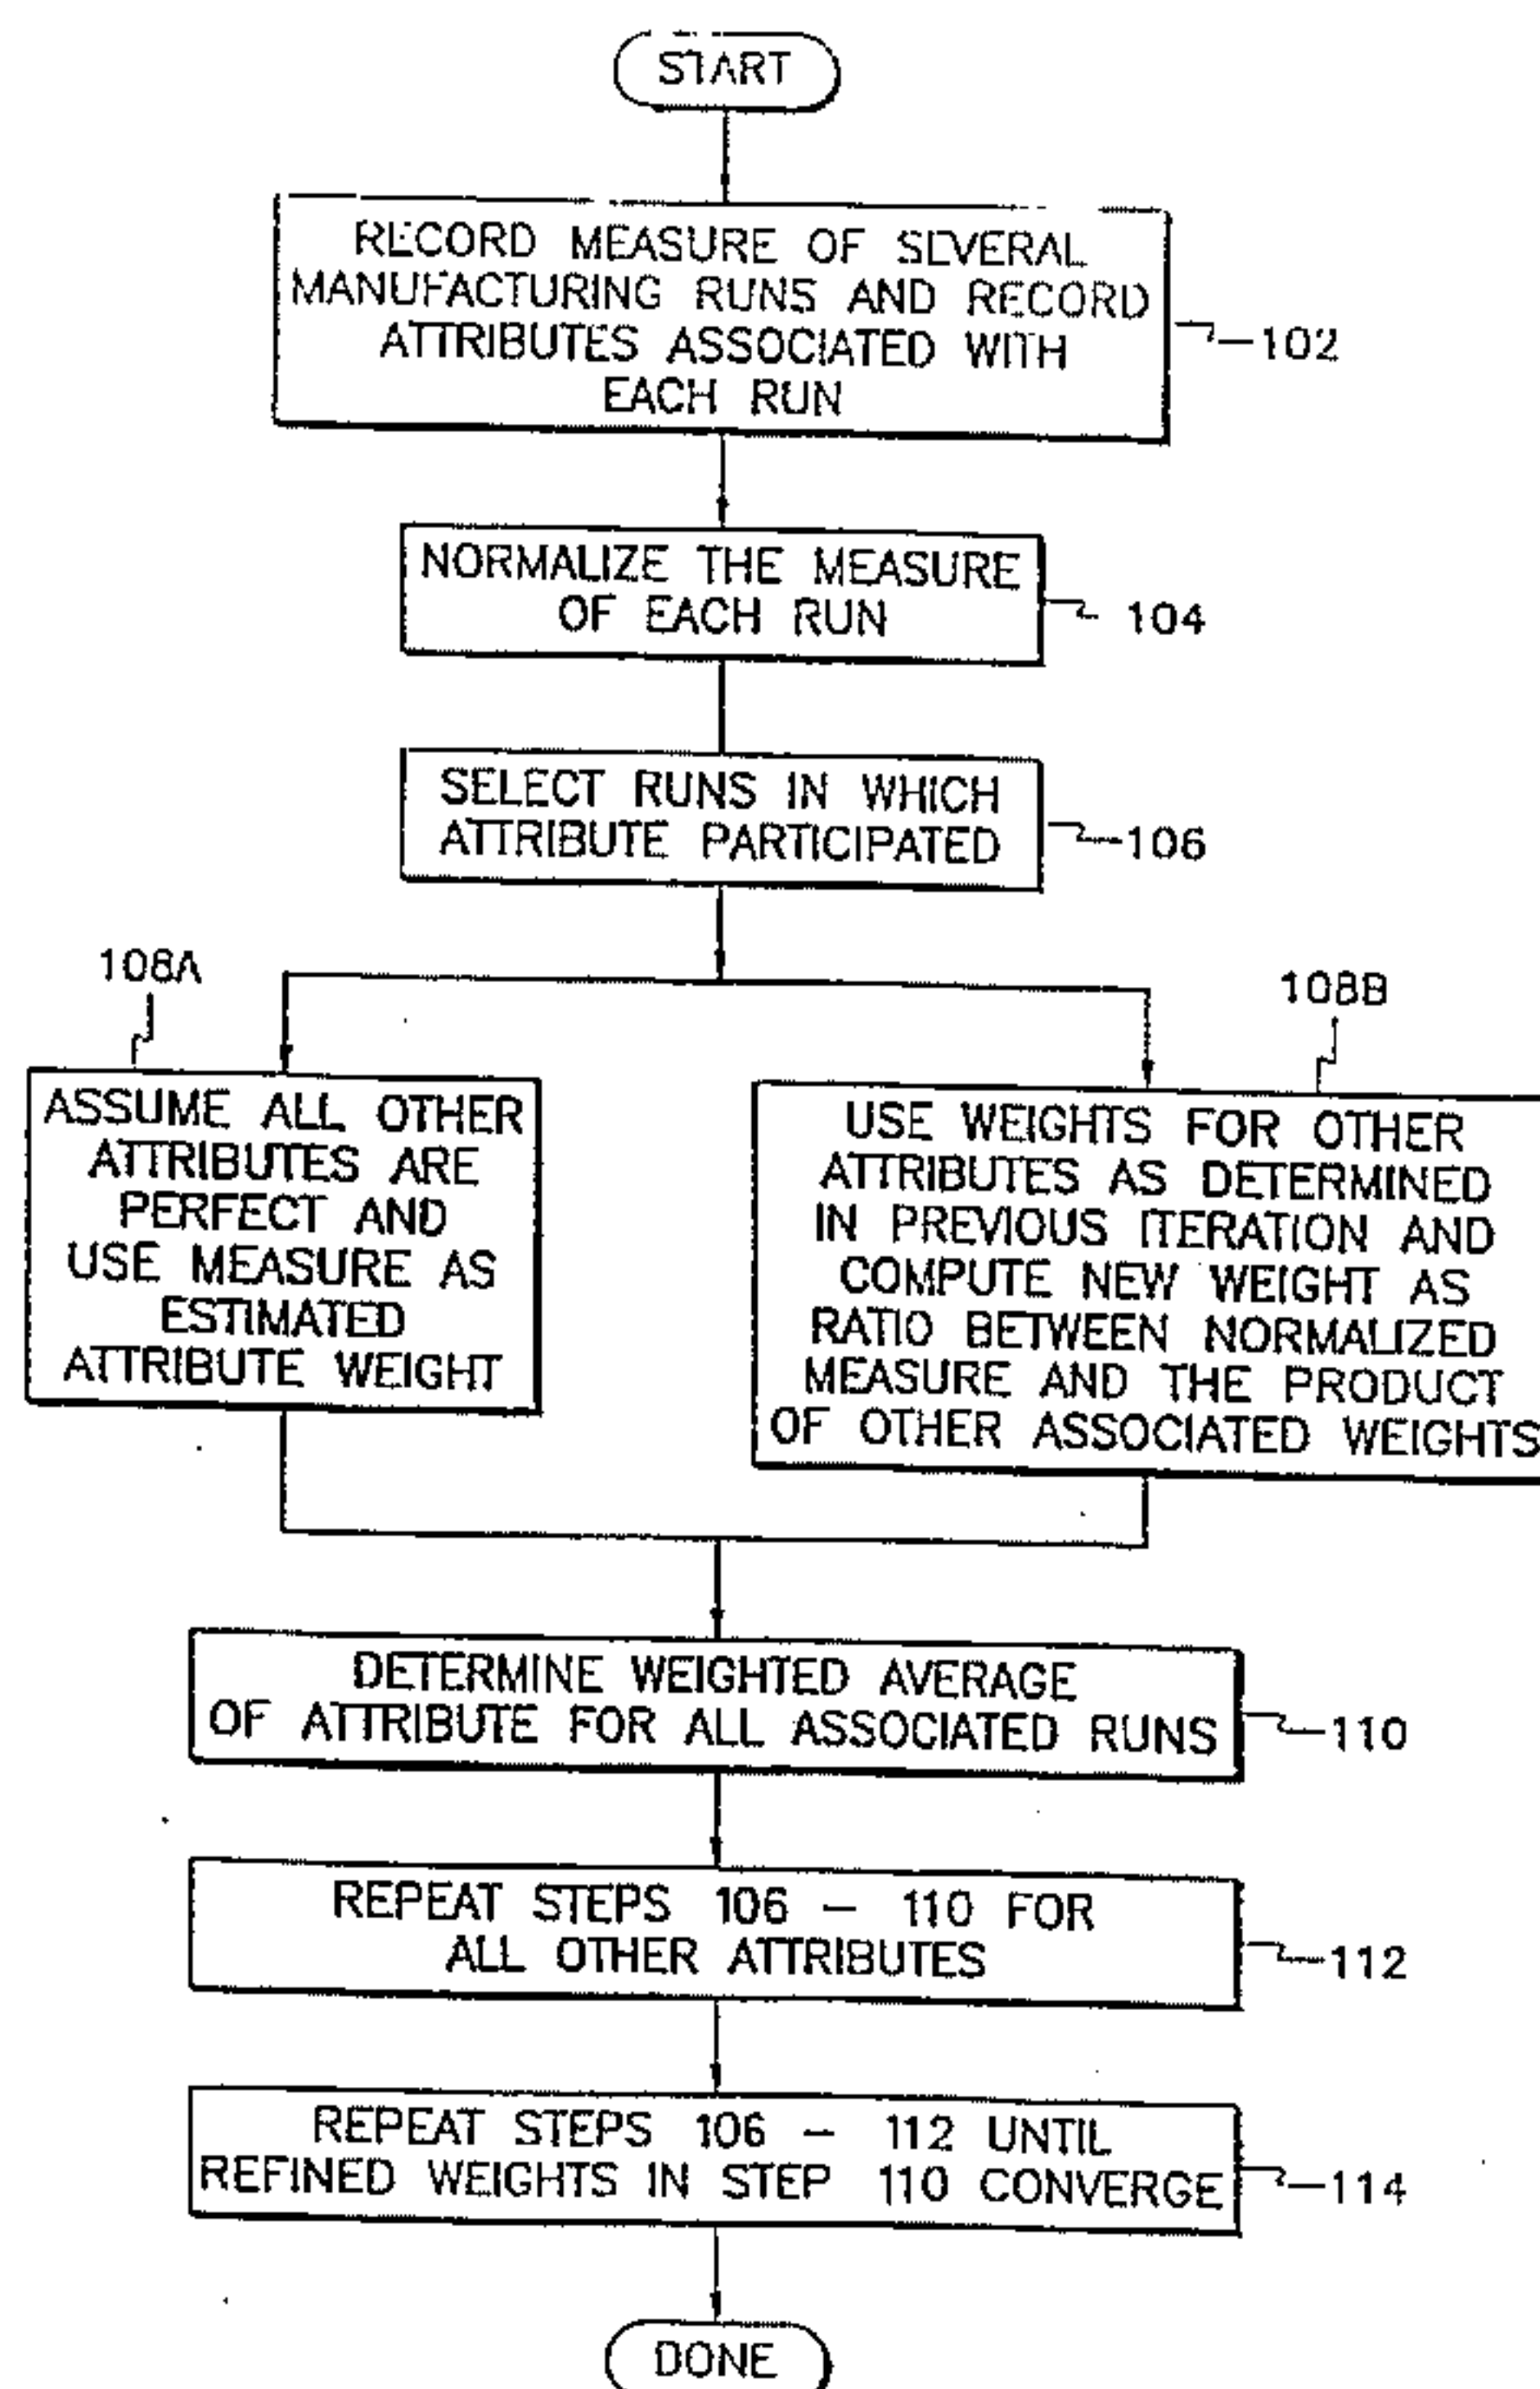 START
RECORD MEASURE OF SEVERAL
MANUFACTURING RUNS AND RECORD
ATTRIBUTES ASSOCIATED WITH
EACH RUN
102
NORMALIZE THE MEASURE
OF EACH RUN
104
SELECT RUNS IN WHICH
ATTRIBUTE PARTICIPATED
106
108A
ASSUME ALL OTHER
ATTRIBUTES ARE
PERFECT AND
USE MEASURE AS
ESTIMATED
ATTRIBUTE WEIGHT
108B
USE WEIGHTS FOR OTHER
ATTRIBUTES AS DETERMINED
IN PREVIOUS ITERATION AND
COMPUTE NEW WEIGHT AS
RATIO BETWEEN NORMALIZED
MEASURE AND THE PRODUCT
OF OTHER ASSOCIATED WEIGHTS
DETERMINE WEIGHTED AVERAGE
OF ATTRIBUTE FOR ALL ASSOCIATED RUNS
110
REPEAT STEPS 106 – 110 FOR
ALL OTHER ATTRIBUTES
112
REPEAT STEPS 106 – 112 UNTIL
REFINED WEIGHTS IN STEP 110 CONVERGE
114
DONE